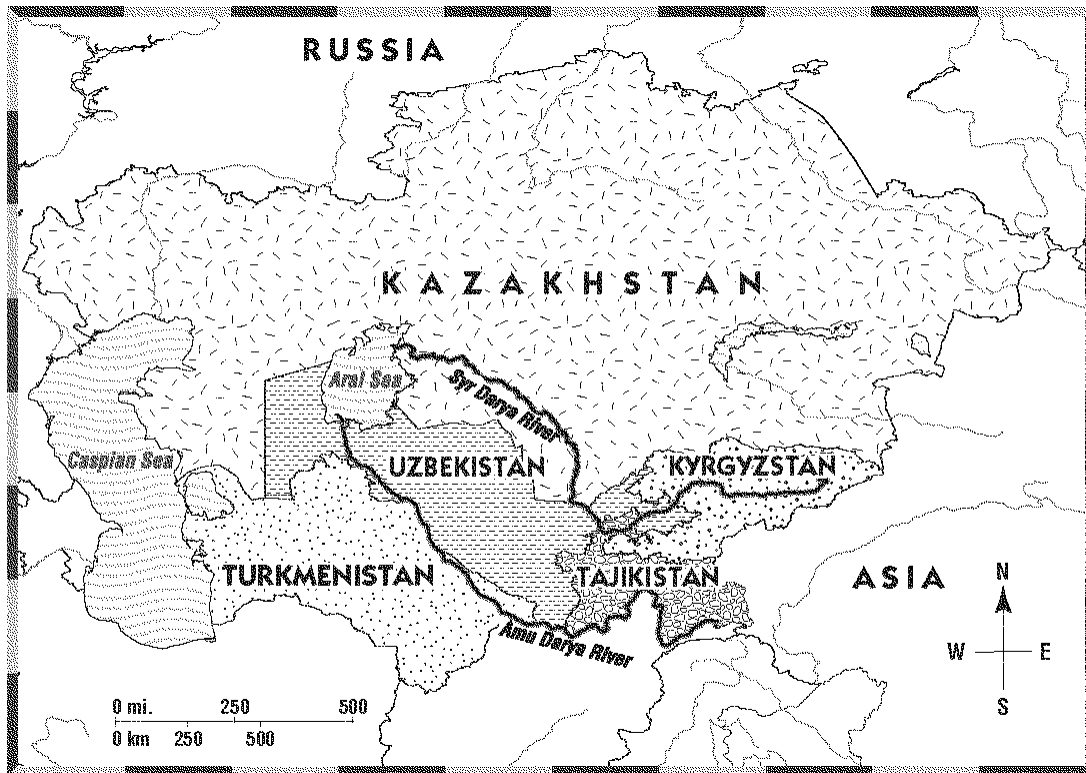 RUSSIA
KAZAKHSTAN
Aral Sea
Syr Darya River
Caspian Sea
UZBEKISTAN
KYRGYZSTAN
TURKMENISTAN
TAJIKISTAN
ASIA
N
W E
S
Amu Darya River
0 mi. 250 500
0 km 250 500